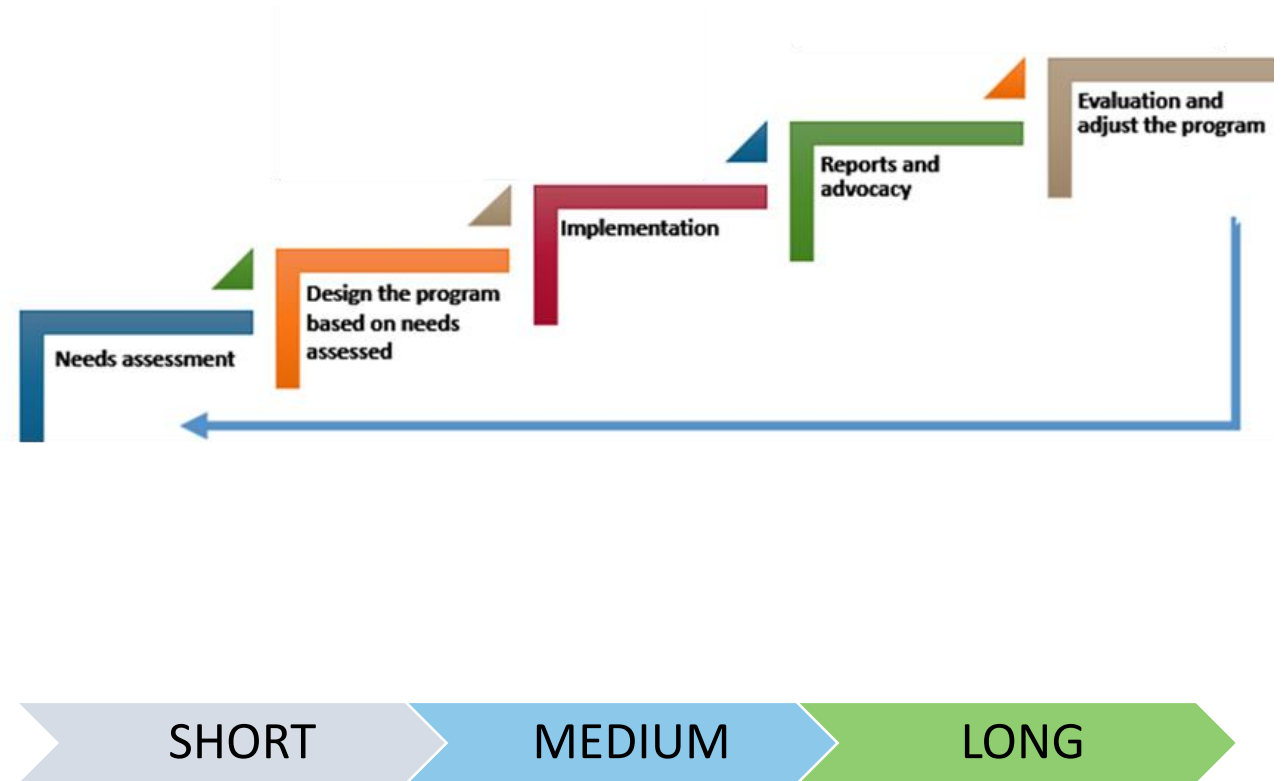 Needs assessment
Design the program
based on needs
assessed
Implementation
Reports and
advocacy
Evaluation and
adjust the program
SHORT
MEDIUM
LONG